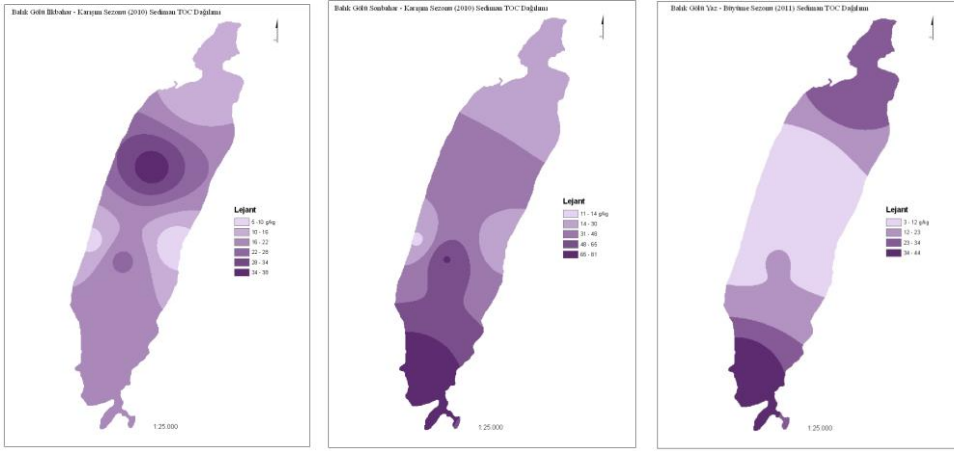 Balık Gölü İlkbahar - Karışım Sezonu (2010) Sediman TOC Dağılımı
Lejant
5 - 10 g/kg
10 - 16
16 - 22
22 - 28
28 - 34
34 - 38
1:25.000
Balık Gölü Sonbahar - Karışım Sezonu (2010) Sediman TOC Dağılımı
Lejant
11 - 14 g/kg
14 - 30
31 - 48
48 - 65
65 - 81
1:25.000
Balık Gölü Yaz - Büyüme Sezonu (2011) Sediman TOC Dağılımı
Lejant
3 - 12 g/kg
12 - 23
23 - 34
34 - 44
1:25.000